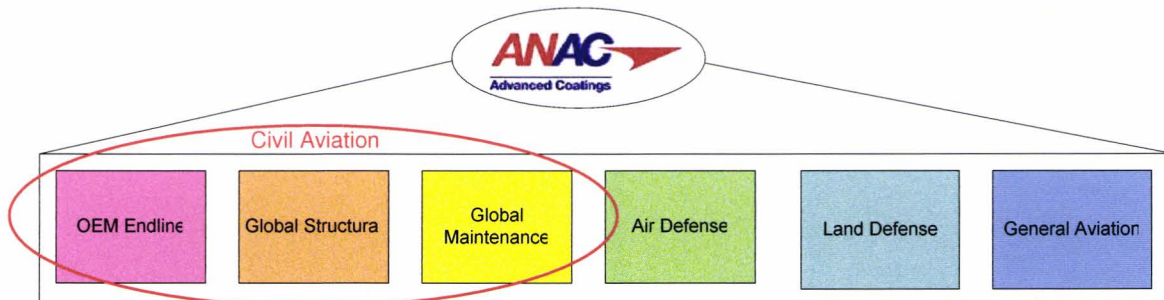 ANAC
Advanced Coatings
Civil Aviation
OEM Endline
Global Structura
Global
Maintenance
Air Defense
Land Defense
General Aviation